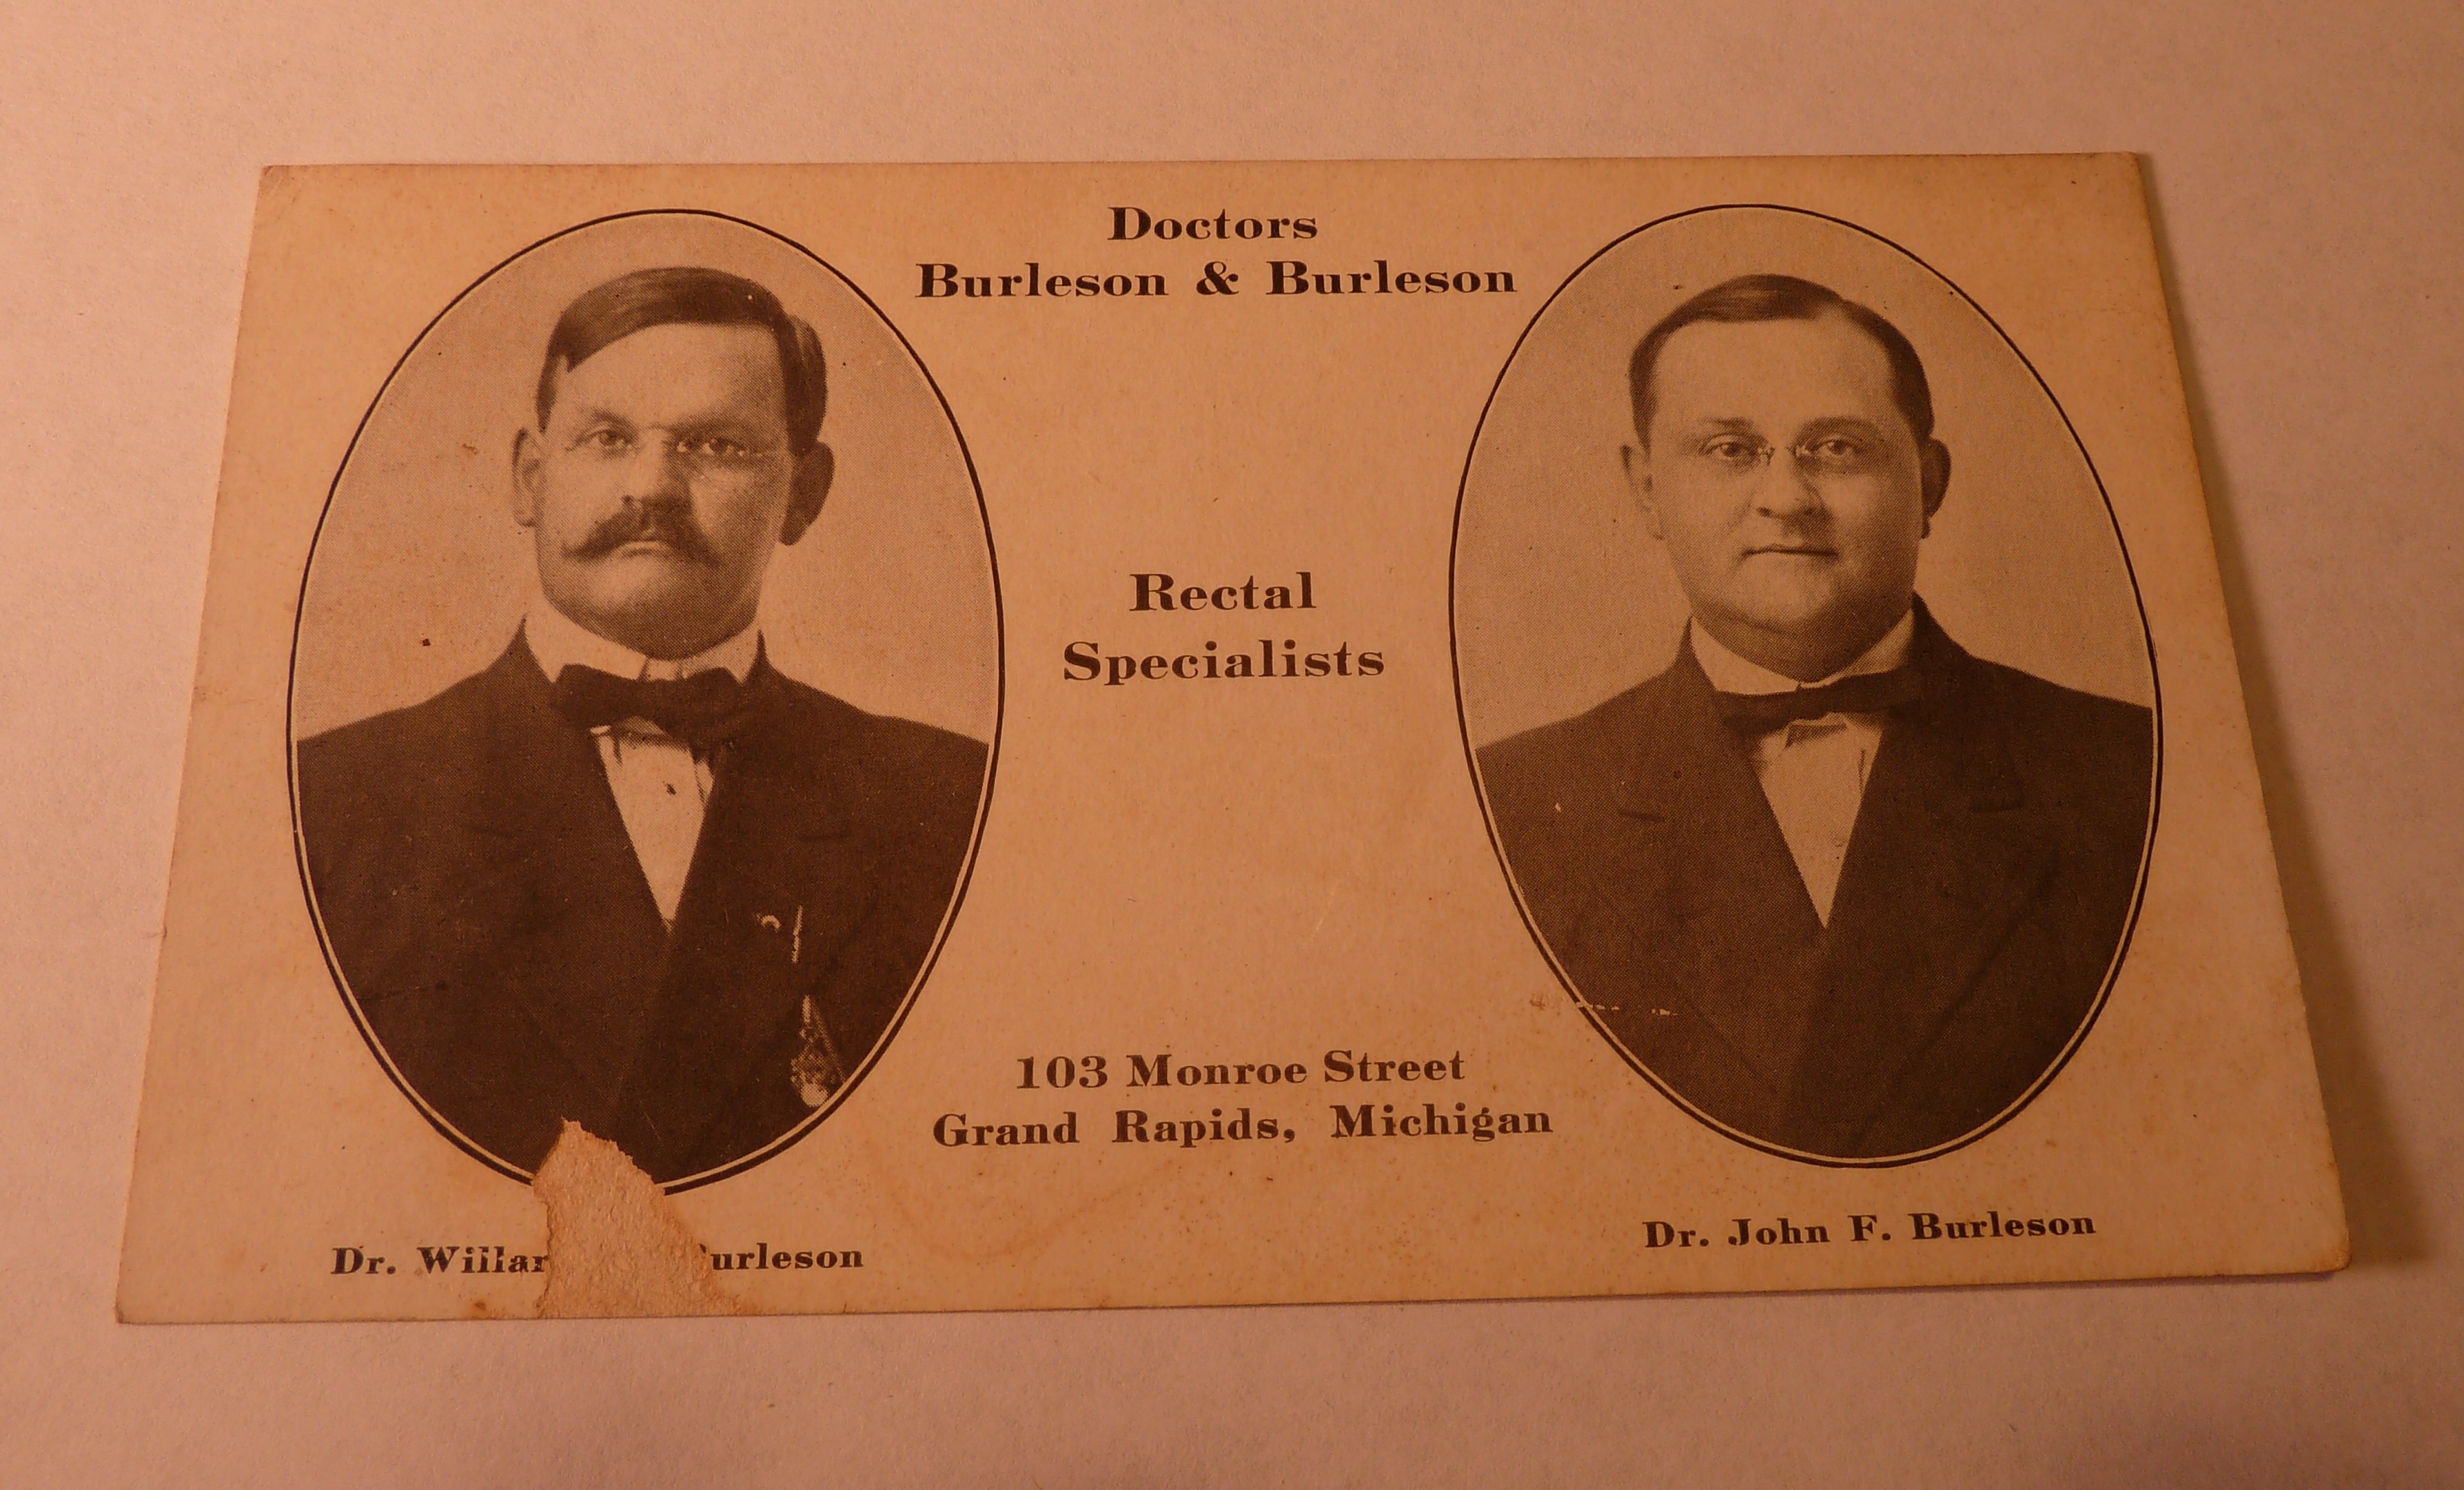 Doctors
Burleson & Burleson
Rectal
Specialists
103 Monroe Street
Grand Rapids, Michigan
Dr. Willar urleson
Dr. John F. Burleson